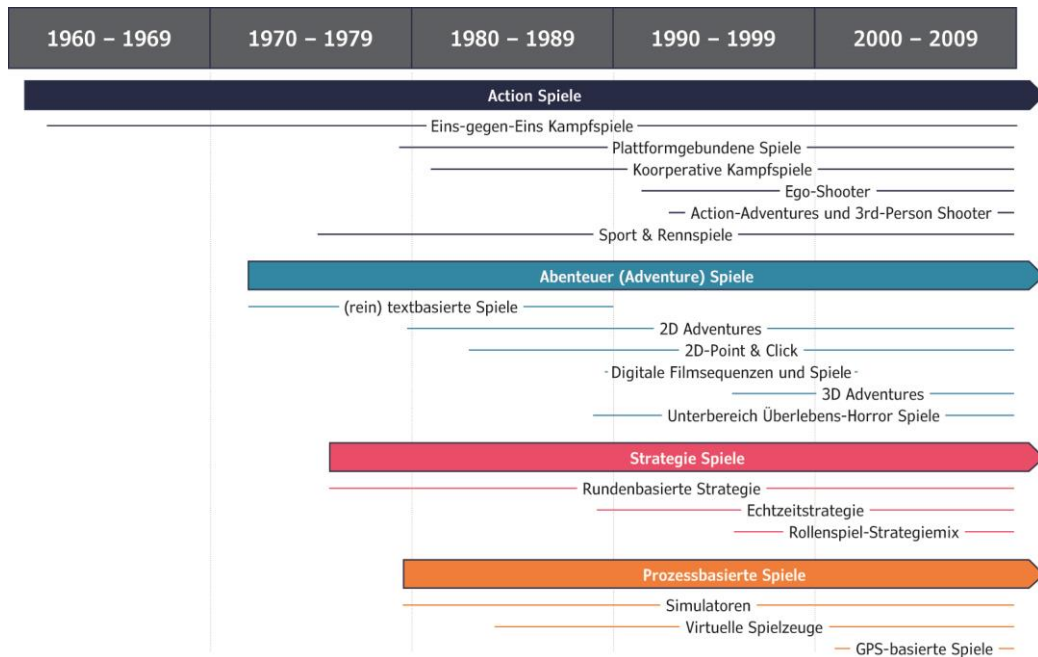 1960 – 1969 1970 – 1979 1980 – 1989 1990 – 1999 2000 – 2009
Action Spiele
Eins-gegen-Eins Kampfspiele
Plattformgebundene Spiele
Koorperative Kampfspiele
Ego-Shooter
Action-Adventures und 3rd-Person Shooter
Sport & Rennspiele
Abenteuer (Adventure) Spiele
(rein) textbasierte Spiele
2D Adventures
2D-Point & Click
Digitale Filmsequenzen und Spiele
3D Adventures
Unterbereich Überlebens-Horror Spiele
Strategie Spiele
Rundenbasierte Strategie
Echtzeitstrategie
Rollenspiel-Strategiemix
Prozessbasierte Spiele
Simulatoren
Virtuelle Spielzeuge
GPS-basierte Spiele